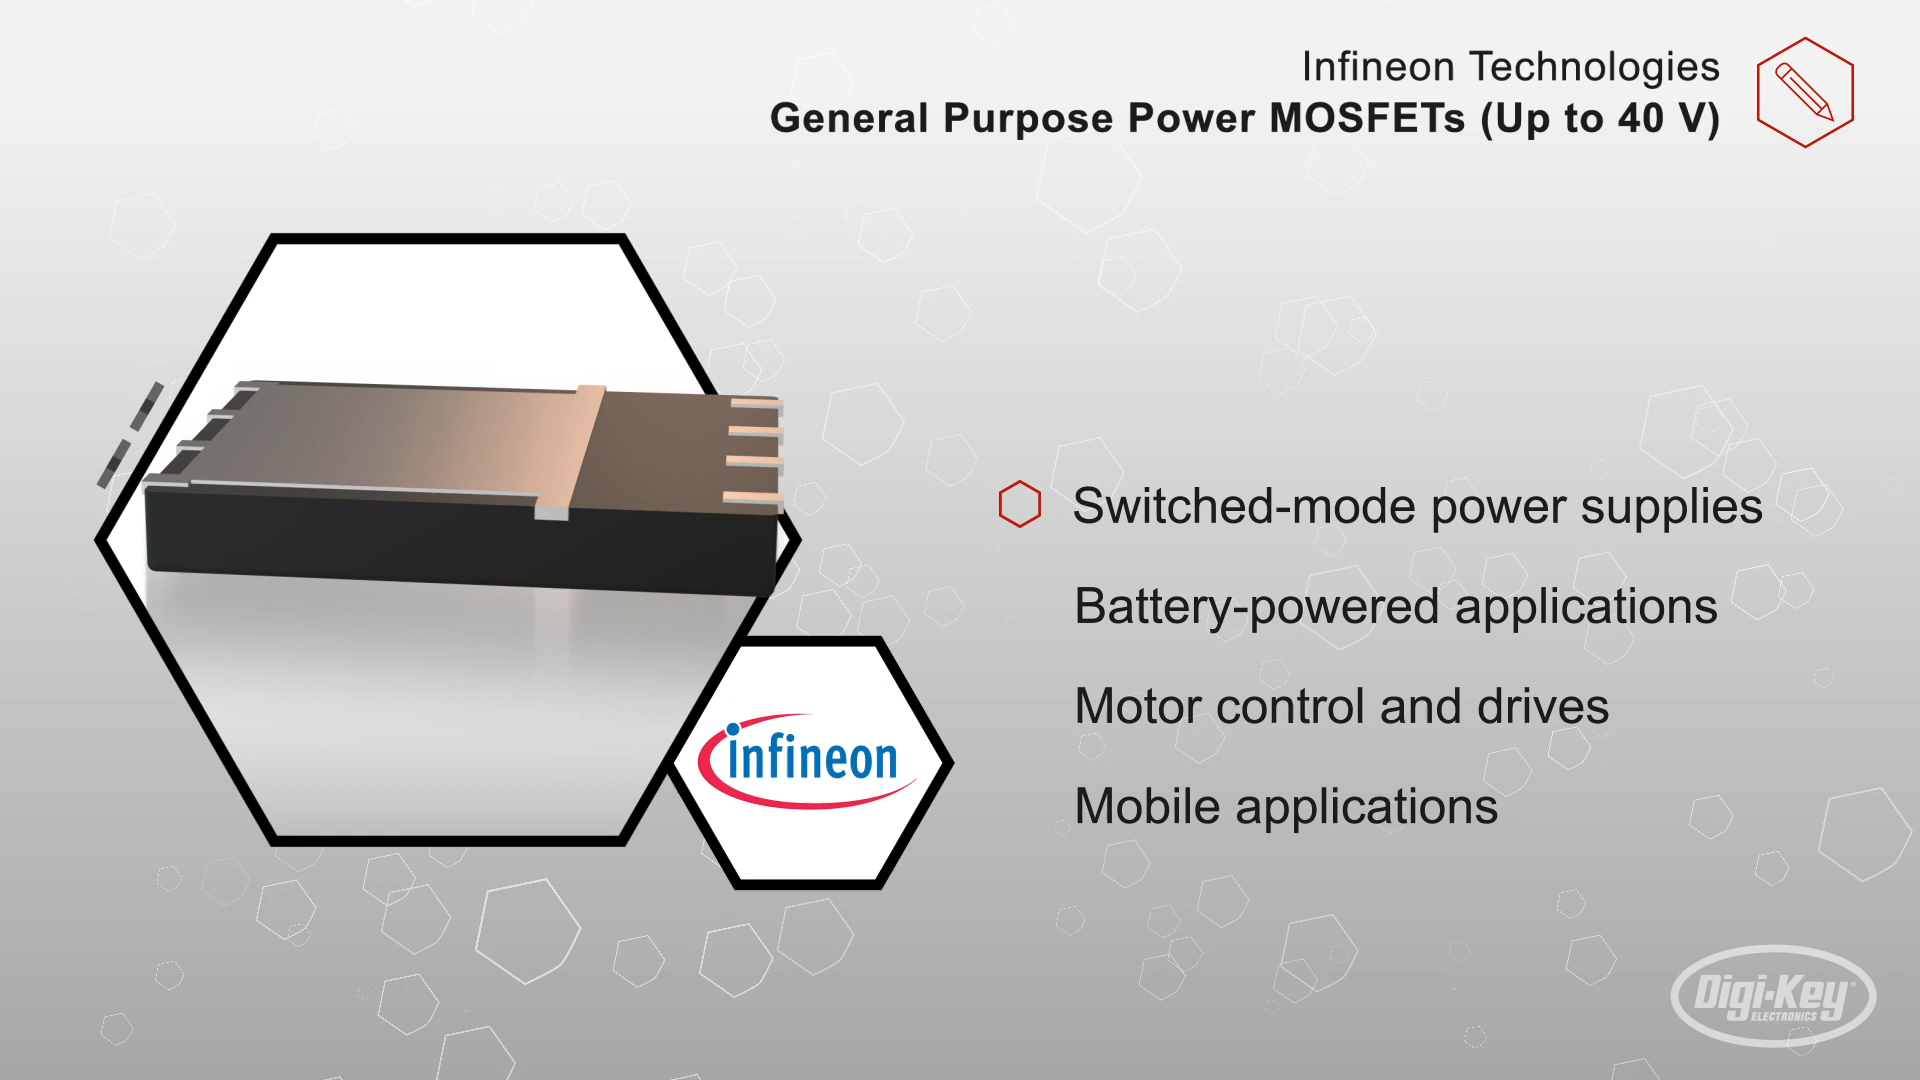 Infineon Technologies
General Purpose Power MOSFETs (Up to 40 V)
Switched-mode power supplies
Battery-powered applications
Motor control and drives
Mobile applications
infineon
Digi-Key
ELECTRONICS